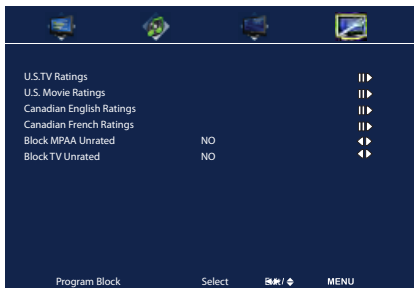 U.S.TV Ratings
U.S. Movie Ratings
Canadian English Ratings
Canadian French Ratings
Block MPAA Unrated NO
Block TV Unrated NO
Program Block Select MENU